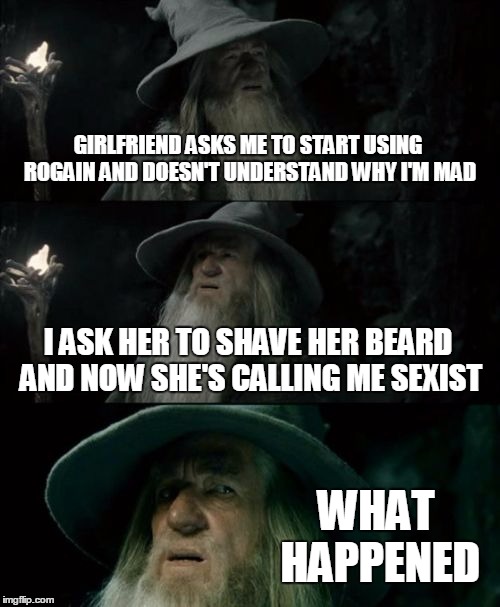 GIRLFRIEND ASKS ME TO START USING
ROGAIN AND DOESN'T UNDERSTAND WHY I'M MAD
I ASK HER TO SHAVE HER BEARD
AND NOW SHE'S CALLING ME SEXIST
WHAT
HAPPENED
imgflip.com